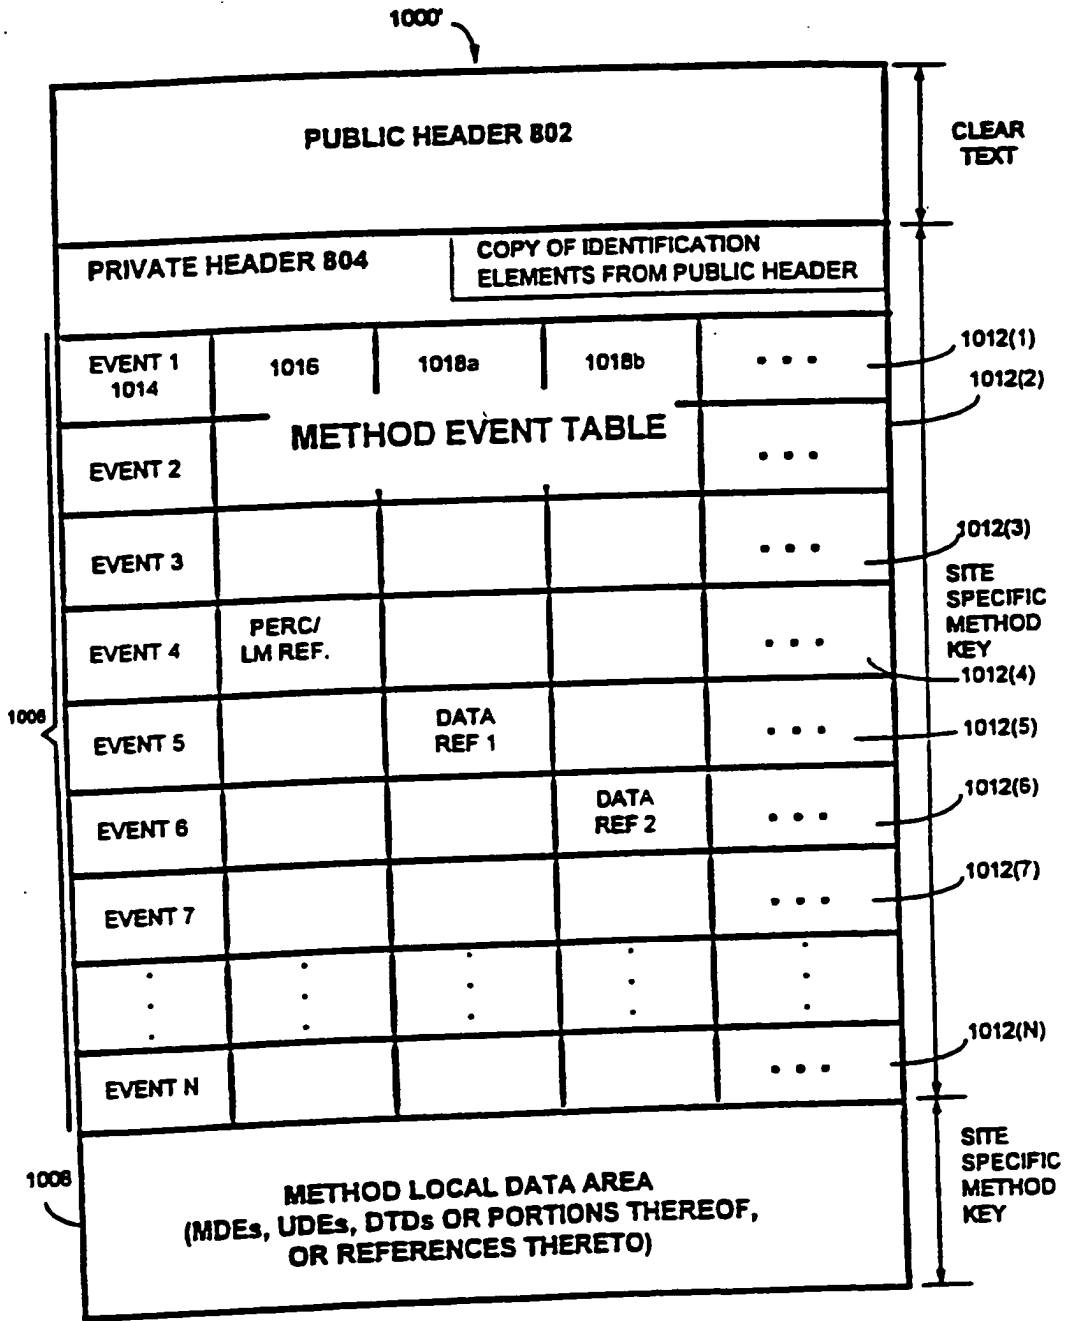 1000'
PUBLIC HEADER 802
CLEAR
TEXT
PRIVATE HEADER 804
COPY OF IDENTIFICATION
ELEMENTS FROM PUBLIC HEADER
EVENT 1
1014
1016
1018a
1018b
• • •
1012(1)
1012(2)
METHOD EVENT TABLE
EVENT 2
• • •
EVENT 3
• • •
1012(3)
SITE
SPECIFIC
METHOD
KEY
EVENT 4
PERC/
LM REF.
• • •
1012(4)
1006
EVENT 5
DATA
REF 1
• • •
1012(5)
EVENT 6
DATA
REF 2
• • •
1012(6)
EVENT 7
• • •
1012(7)
EVENT N
• • •
1012(N)
1008
METHOD LOCAL DATA AREA
(MDEs, UDEs, DTDs OR PORTIONS THEREOF,
OR REFERENCES THERETO)
SITE
SPECIFIC
METHOD
KEY